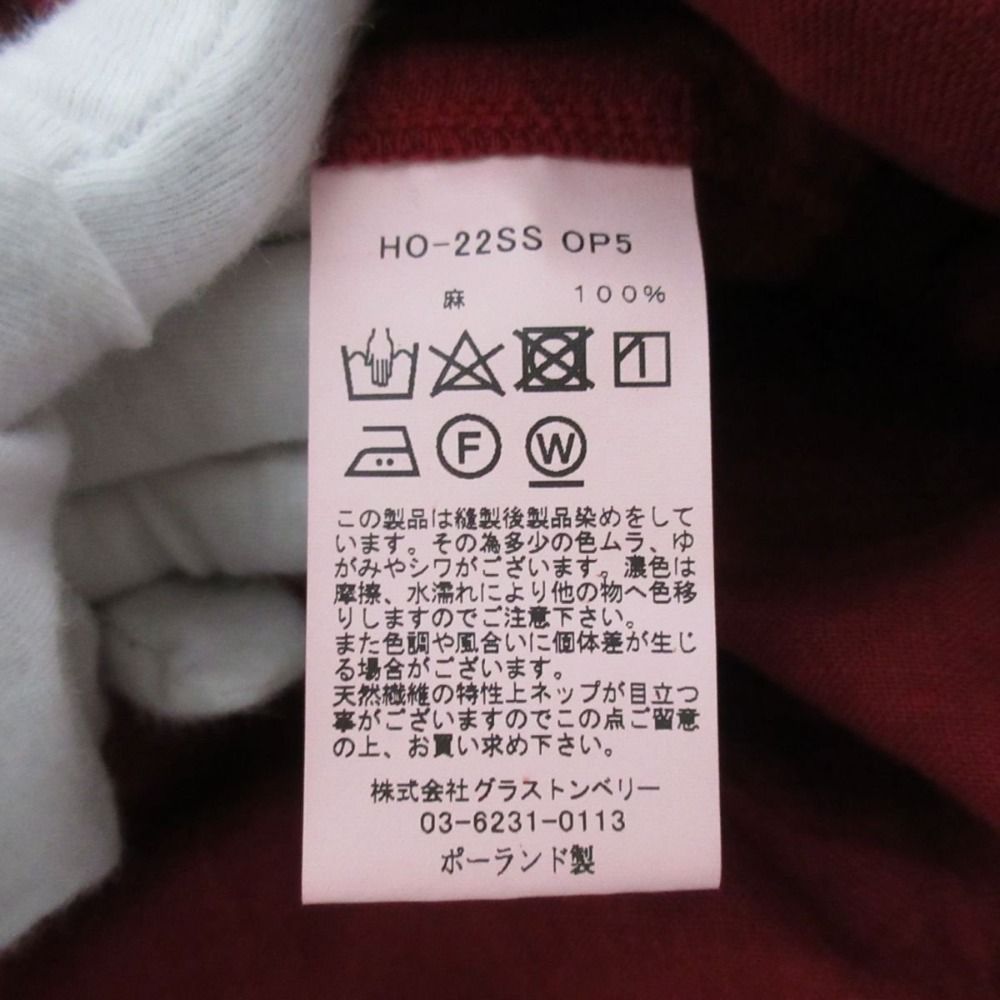 HO-22SS OP5
麻 100%
F W
この製品は縫製後製品染めをして
います。その為多少の色ムラ、ゆ
がみやシワがございます。濃色は
摩擦、水濡れにより他の物へ色移
りしますのでご注意下さい。
また色調や風合いに個体差が生じ
る場合がございます。
天然繊維の特性上ネップが目立つ
事がございますのでこの点ご留意
の上、お買い求め下さい。
株式会社グラストンベリー
03-6231-0113
ポーランド製